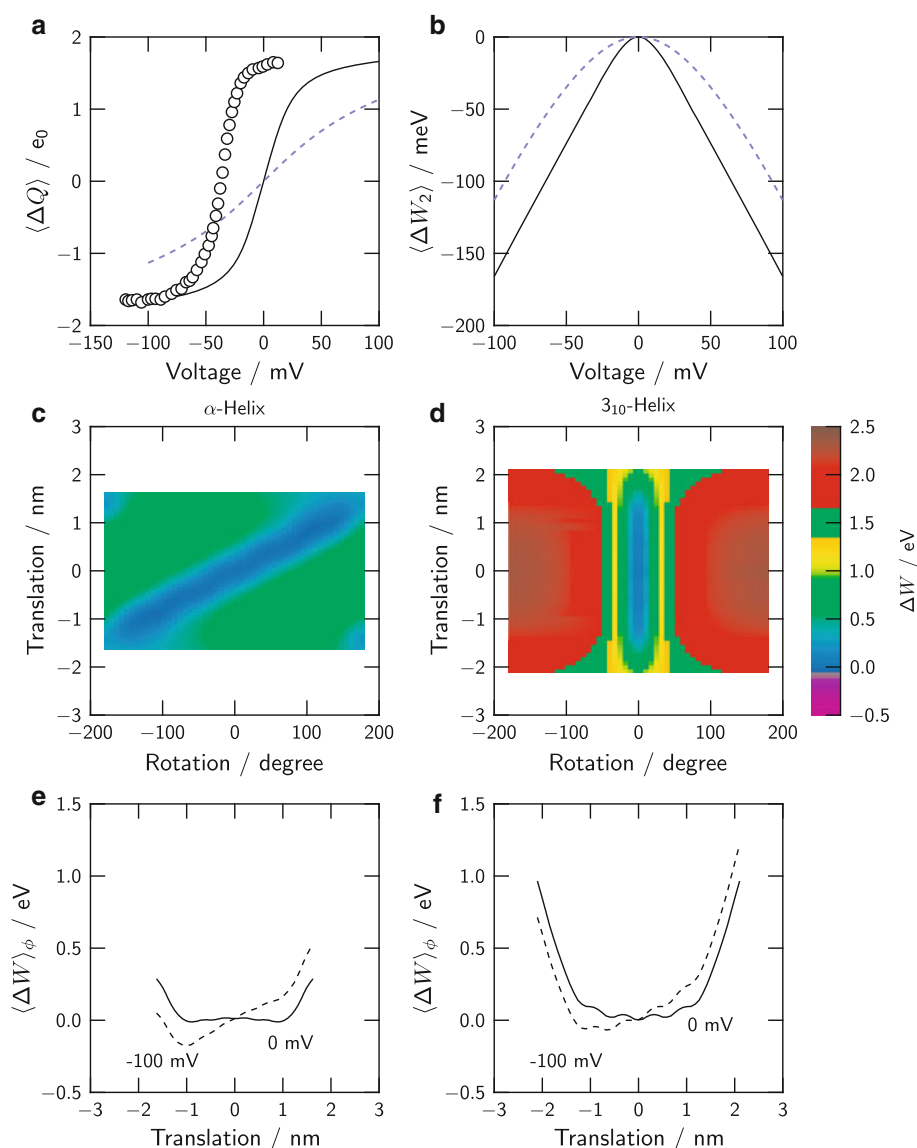 a
2
1
0
−1
−2
⟨ΔQ⟩ / e₀
−150 −100 −50 0 50 100
Voltage / mV
b
0
−50
−100
−150
−200
⟨ΔW₂⟩ / meV
−100 −50 0 50 100
Voltage / mV
c
α-Helix
3
2
1
0
−1
−2
−3
Translation / nm
−200 −100 0 100 200
Rotation / degree
d
3₁₀-Helix
3
2
1
0
−1
−2
−3
Translation / nm
−200 −100 0 100 200
Rotation / degree
2.5
2.0
1.5
1.0
0.5
0.0
−0.5
ΔW / eV
e
1.5
1.0
0.5
0.0
−0.5
⟨ΔW⟩ϕ / eV
0 mV
-100 mV
−3 −2 −1 0 1 2 3
Translation / nm
f
1.5
1.0
0.5
0.0
−0.5
⟨ΔW⟩ϕ / eV
0 mV
-100 mV
−3 −2 −1 0 1 2 3
Translation / nm